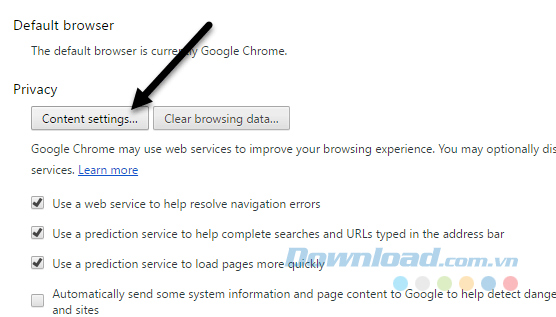 Default browser
The default browser is currently Google Chrome.
Privacy
Content settings...
Clear browsing data...
Google Chrome may use web services to improve your browsing experience. You may optionally dis
services. Learn more
Use a web service to help resolve navigation errors
Use a prediction service to help complete searches and URLs typed in the address bar
Use a prediction service to load pages more quickly
Download.com.vn
Automatically send some system information and page content to Google to help detect dange
and sites